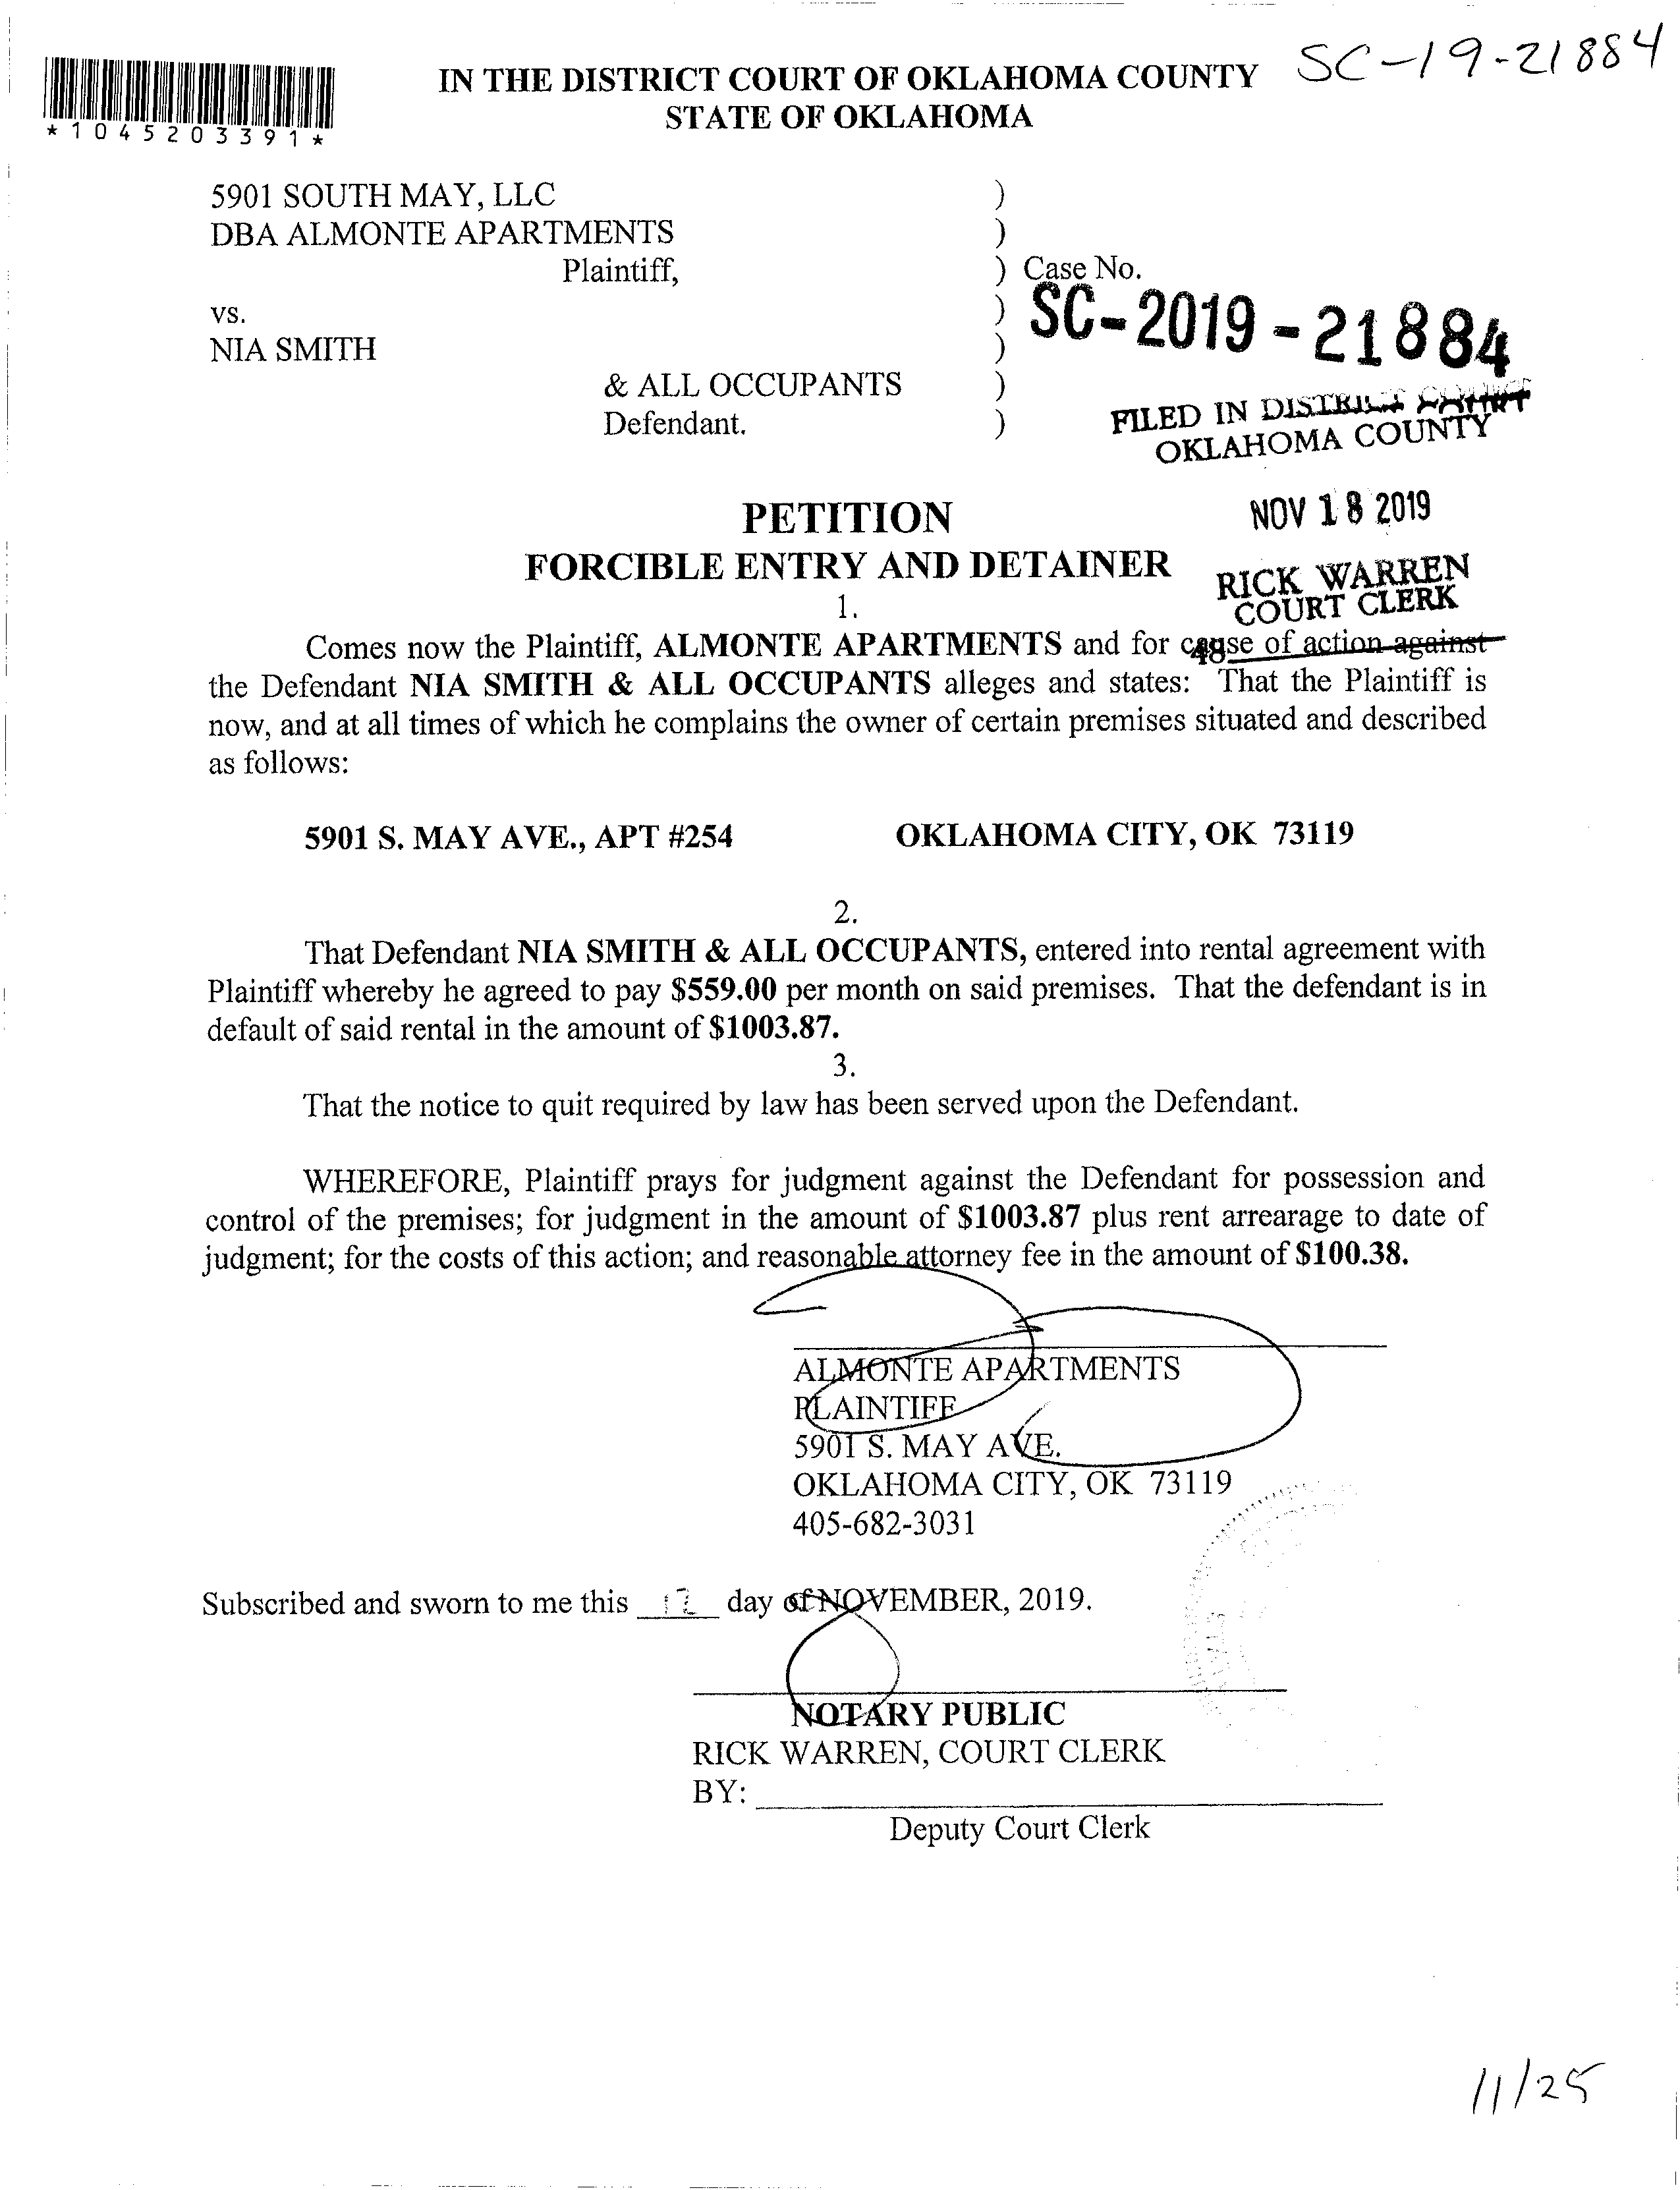 SC-19-21884
*1045203391*
IN THE DISTRICT COURT OF OKLAHOMA COUNTY
STATE OF OKLAHOMA
5901 SOUTH MAY, LLC )
DBA ALMONTE APARTMENTS )
Plaintiff, ) Case No.
vs. ) SC-2019-21884
NIA SMITH )
& ALL OCCUPANTS )
Defendant. )
FILED IN DISTRICT COURT
OKLAHOMA COUNTY
NOV 18 2019
RICK WARREN
COURT CLERK
48
PETITION
FORCIBLE ENTRY AND DETAINER
1.
Comes now the Plaintiff, ALMONTE APARTMENTS and for cause of action against
the Defendant NIA SMITH & ALL OCCUPANTS alleges and states: That the Plaintiff is
now, and at all times of which he complains the owner of certain premises situated and described
as follows:
5901 S. MAY AVE., APT #254 OKLAHOMA CITY, OK 73119
2.
That Defendant NIA SMITH & ALL OCCUPANTS, entered into rental agreement with
Plaintiff whereby he agreed to pay $559.00 per month on said premises. That the defendant is in
default of said rental in the amount of $1003.87.
3.
That the notice to quit required by law has been served upon the Defendant.
WHEREFORE, Plaintiff prays for judgment against the Defendant for possession and
control of the premises; for judgment in the amount of $1003.87 plus rent arrearage to date of
judgment; for the costs of this action; and reasonable attorney fee in the amount of $100.38.
ALMONTE APARTMENTS
PLAINTIFF
5901 S. MAY AVE.
OKLAHOMA CITY, OK 73119
405-682-3031
Subscribed and sworn to me this day of NOVEMBER, 2019.
NOTARY PUBLIC
RICK WARREN, COURT CLERK
BY:
Deputy Court Clerk
11/25